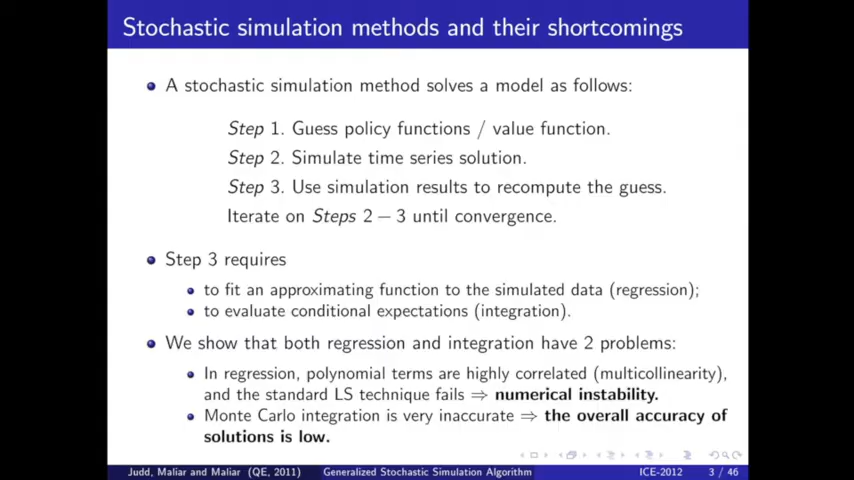 Stochastic simulation methods and their shortcomings
A stochastic simulation method solves a model as follows:
Step 1. Guess policy functions / value function.
Step 2. Simulate time series solution.
Step 3. Use simulation results to recompute the guess.
Iterate on Steps 2 − 3 until convergence.
Step 3 requires
to fit an approximating function to the simulated data (regression);
to evaluate conditional expectations (integration).
We show that both regression and integration have 2 problems:
In regression, polynomial terms are highly correlated (multicollinearity),
and the standard LS technique fails ⇒ numerical instability.
Monte Carlo integration is very inaccurate ⇒ the overall accuracy of
solutions is low.
Judd, Maliar and Maliar (QE, 2011) Generalized Stochastic Simulation Algorithm ICE-2012 3 / 46